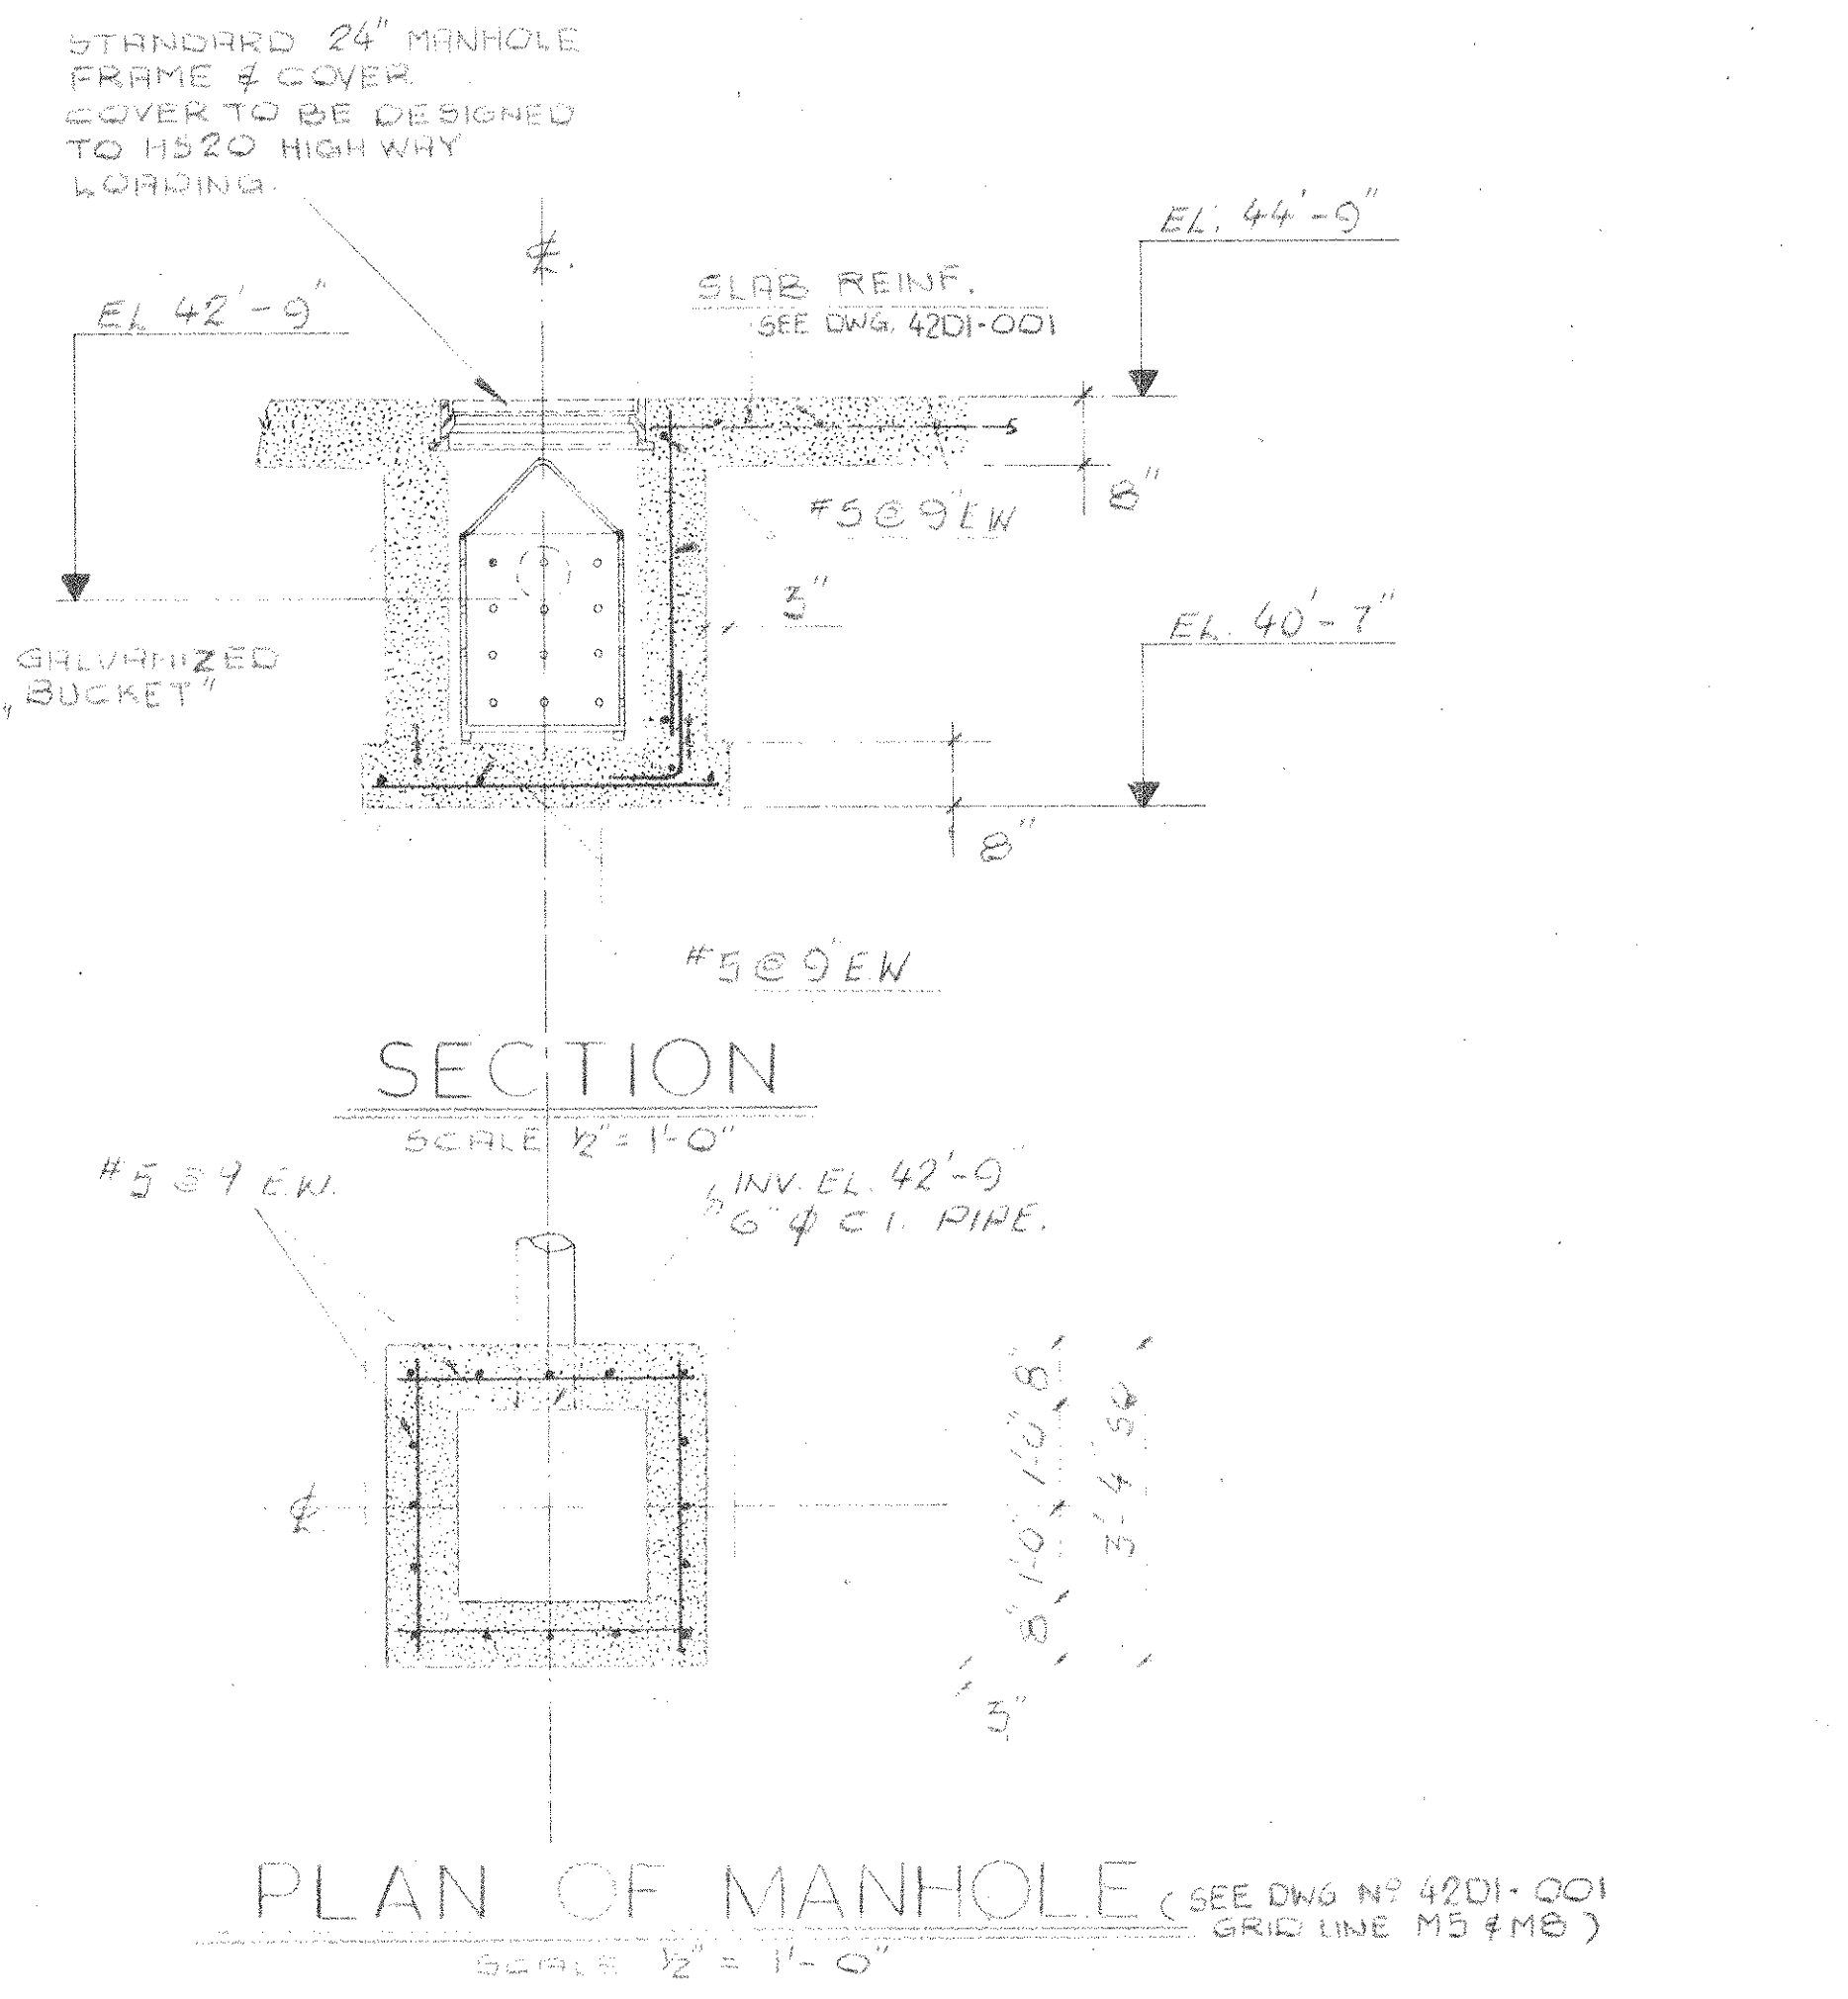 STANDARD 24" MANHOLE
FRAME & COVER
COVER TO BE DESIGNED
TO HS20 HIGHWAY
LOADING.
℄.
EL. 44'-9"
EL 42'-9"
SLAB REINF.
SEE DWG. 42D1-001
8"
#5@9"EW
3"
EL. 40'-7"
GALVANIZED
"BUCKET"
8"
#5@9"E.W
SECTION
SCALE ½"=1'-0"
#5@9 E.W.
INV. EL. 42'-9"
6" ⌀ C.I. PIPE.
℄.
8" 1'-0" 1'-0" 8"
3'-4" SQ
3"
PLAN OF MANHOLE (SEE DWG Nº 42D1-001
GRID LINE M5 & M8)
SCALE ½" = 1'-0"